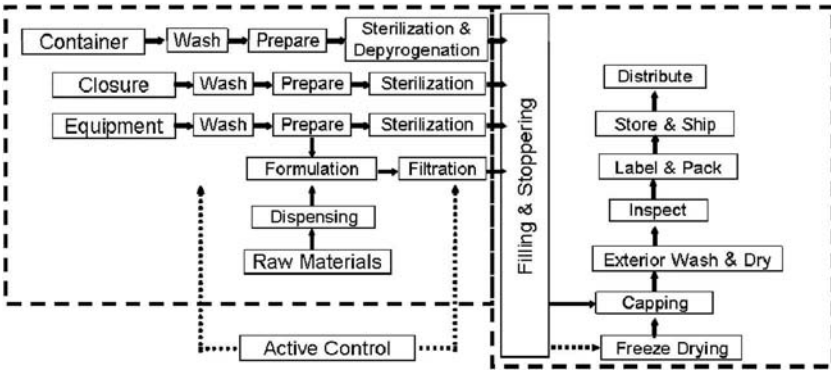 Container
Wash
Prepare
Sterilization &
Depyrogenation
Closure
Wash
Prepare
Sterilization
Equipment
Wash
Prepare
Sterilization
Formulation
Filtration
Dispensing
Raw Materials
Active Control
Filling & Stoppering
Distribute
Store & Ship
Label & Pack
Inspect
Exterior Wash & Dry
Capping
Freeze Drying